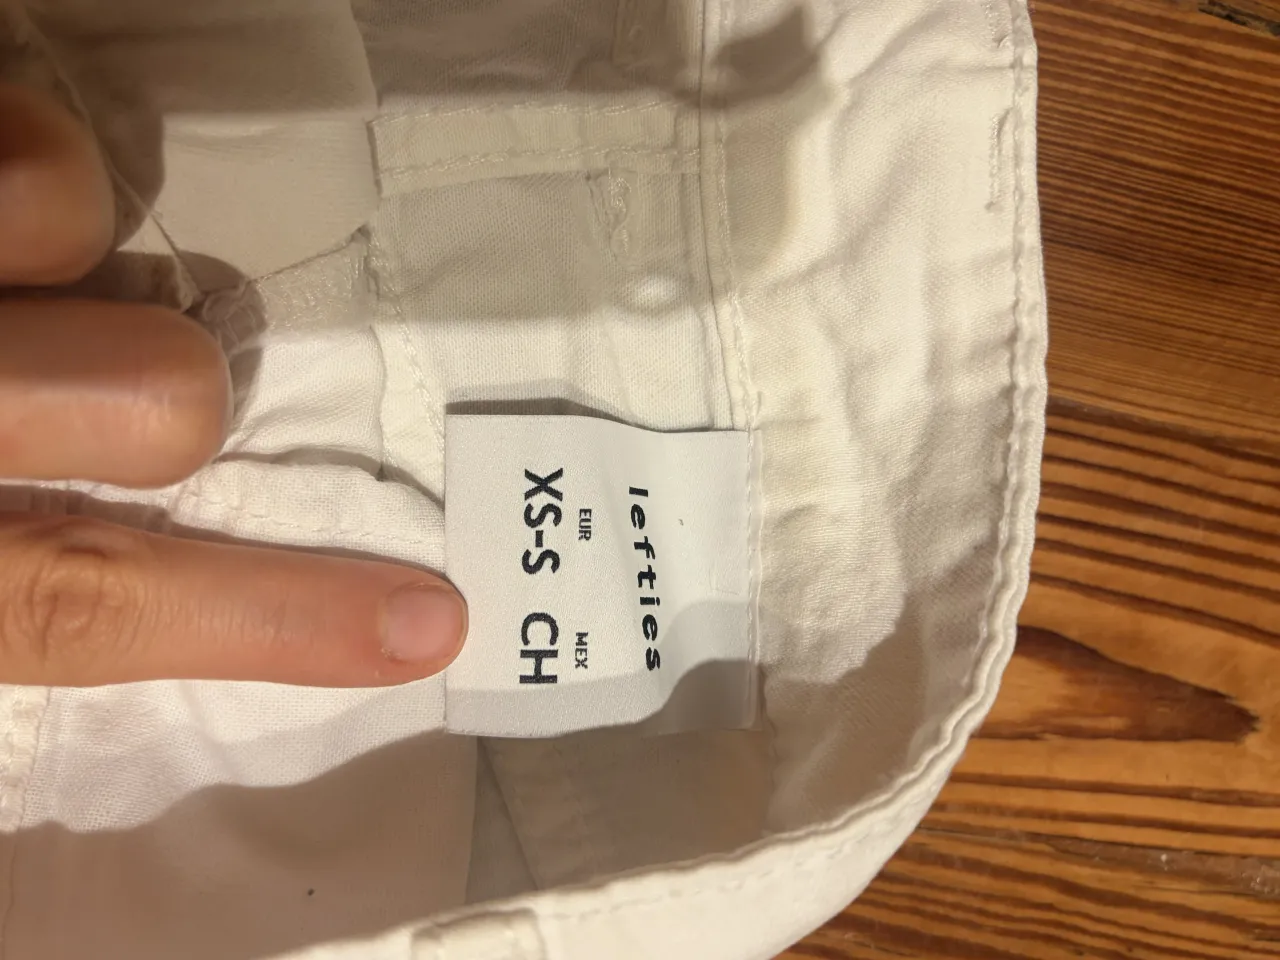 lefties
EUR MEX
XS-S CH